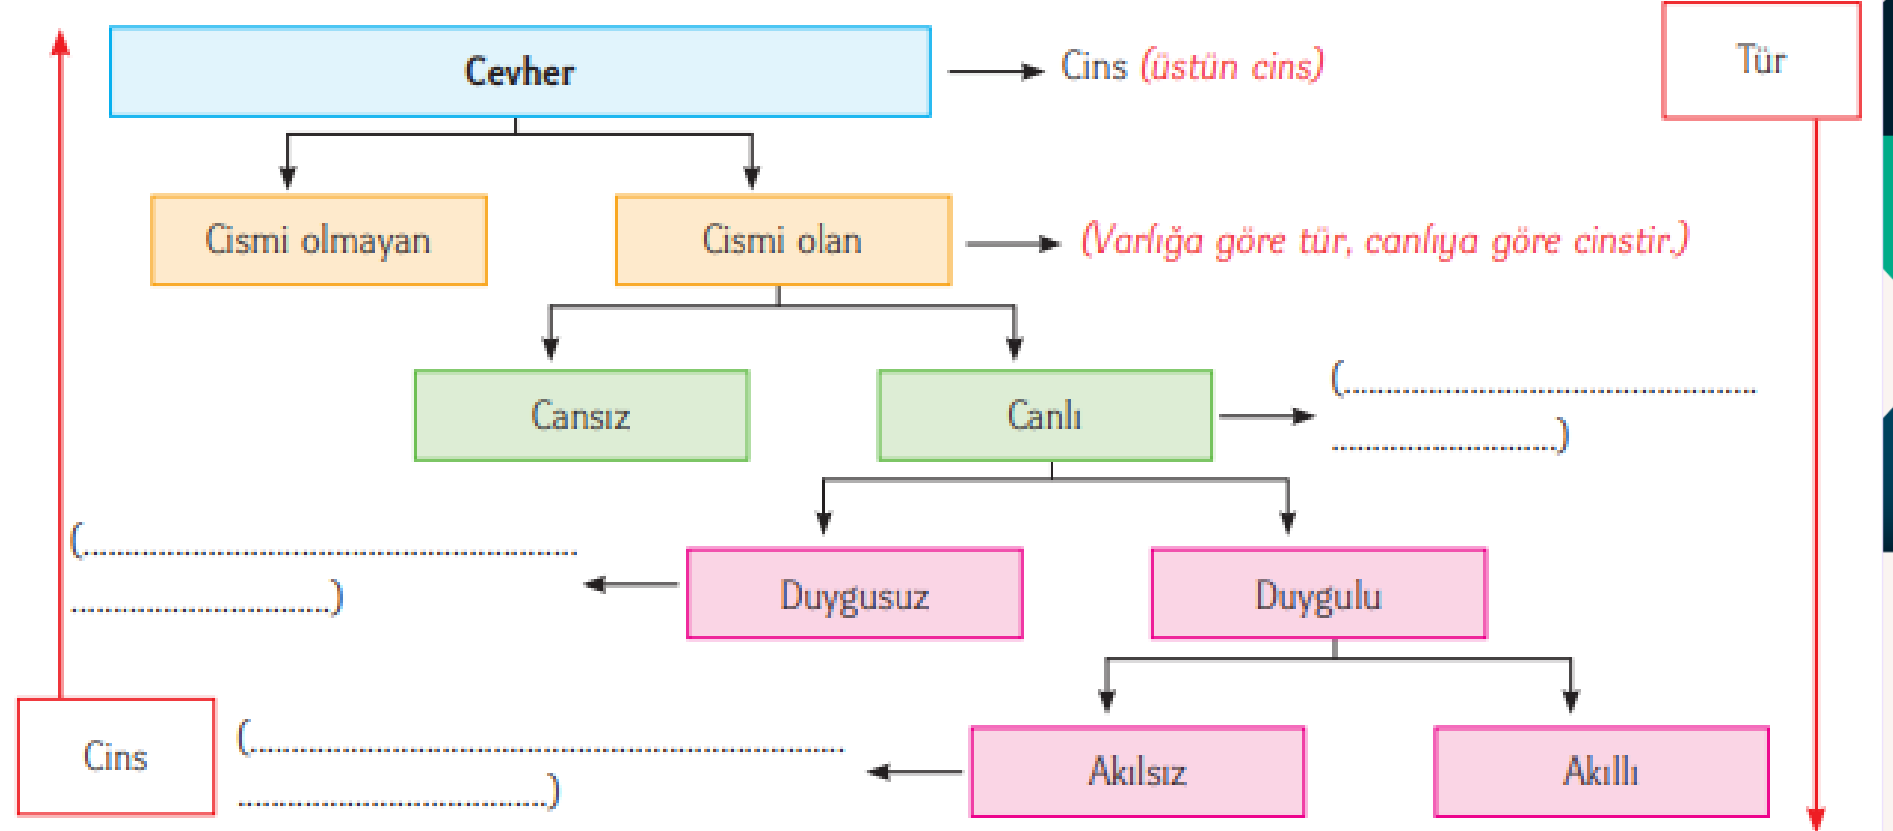 Cevher
Cins (üstün cins)
Tür
Cismi olmayan
Cismi olan
(Varlığa göre tür, canlıya göre cinstir.)
Cansız
Canlı
(..................................................
............................)
(..................................................
................................)
Duygusuz
Duygulu
Cins
(..................................................
......................................)
Akılsız
Akıllı